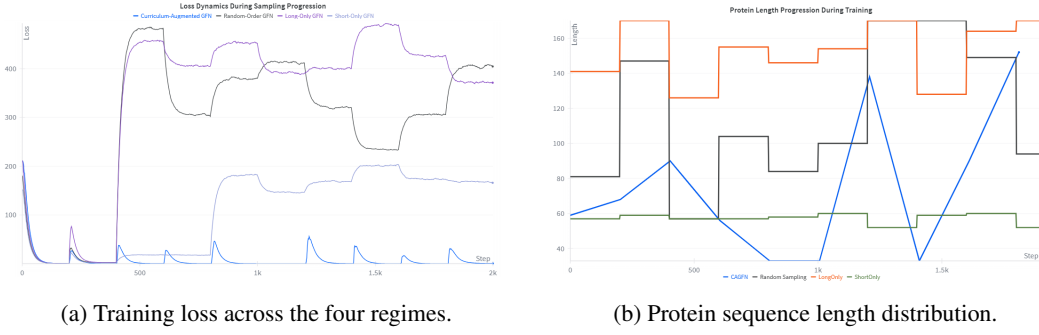 Loss Dynamics During Sampling Progression
Curriculum-Augmented GFN Random-Order GFN Long-Only GFN Short-Only GFN
Loss
400
300
200
100
0 500 1k 1.5k 2k
Step
(a) Training loss across the four regimes.
Protein Length Progression During Training
Length
160
140
120
100
80
60
40
0 500 1k 1.5k
Step
CAGFN Random Sampling LongOnly ShortOnly
(b) Protein sequence length distribution.